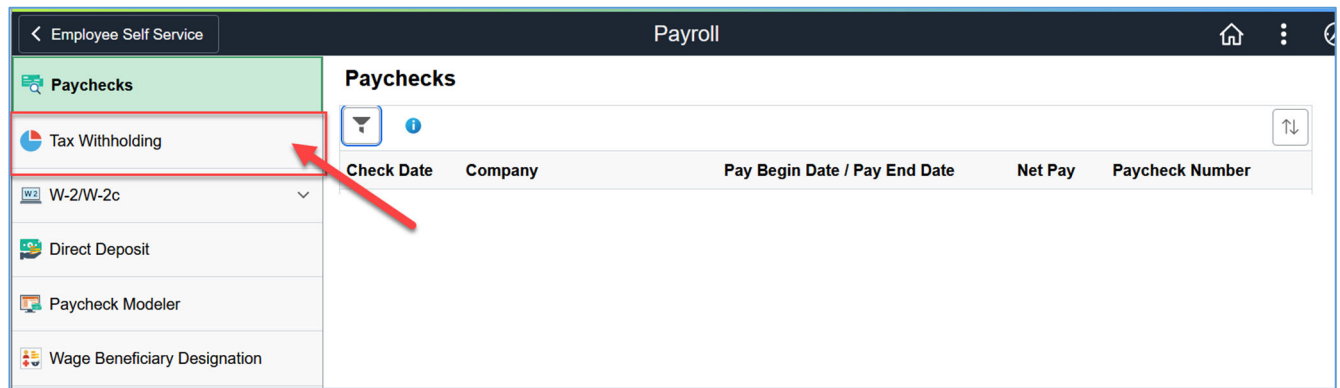 Employee Self Service
Payroll
Paychecks
Tax Withholding
W2 W-2/W-2c
Direct Deposit
Paycheck Modeler
Wage Beneficiary Designation
Paychecks
Check Date Company Pay Begin Date / Pay End Date Net Pay Paycheck Number